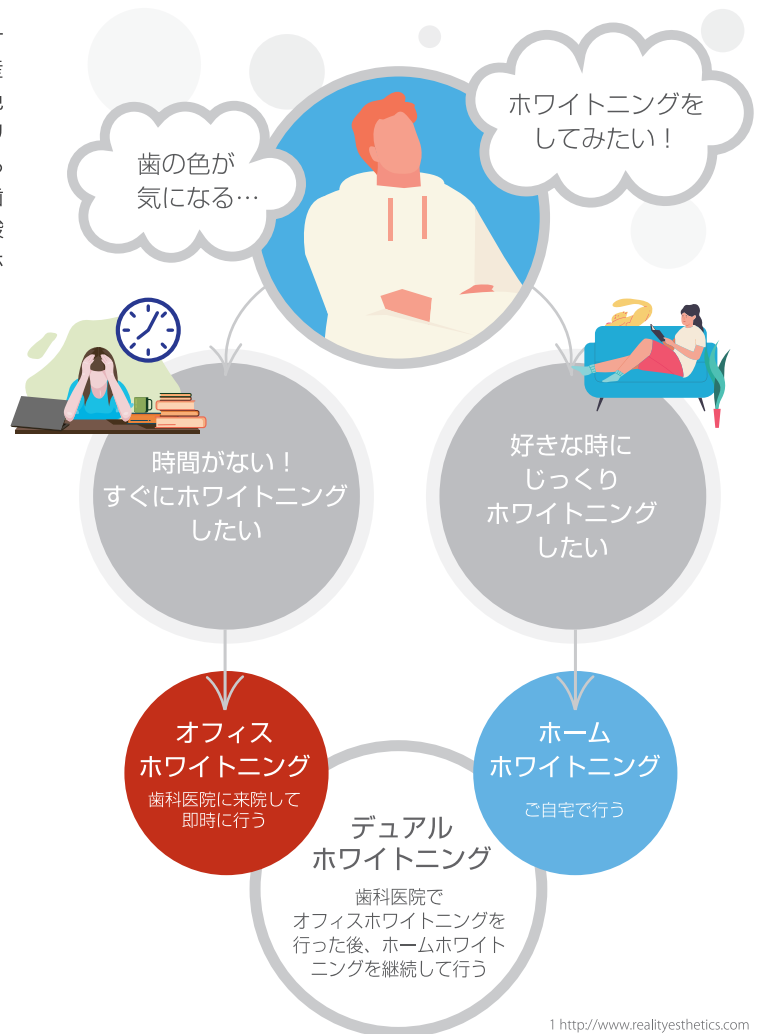 歯の色が
気になる…
ホワイトニングを
してみたい！
時間がない！
すぐにホワイトニング
したい
好きな時に
じっくり
ホワイトニング
したい
オフィス
ホワイトニング
歯科医院に来院して
即時に行う
ホーム
ホワイトニング
ご自宅で行う
デュアル
ホワイトニング
歯科医院で
オフィスホワイトニングを
行った後、ホームホワイト
ニングを継続して行う
1 http://www.realityesthetics.com